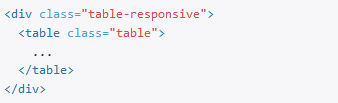 <div class="table-responsive">
  <table class="table">
    ...
  </table>
</div>